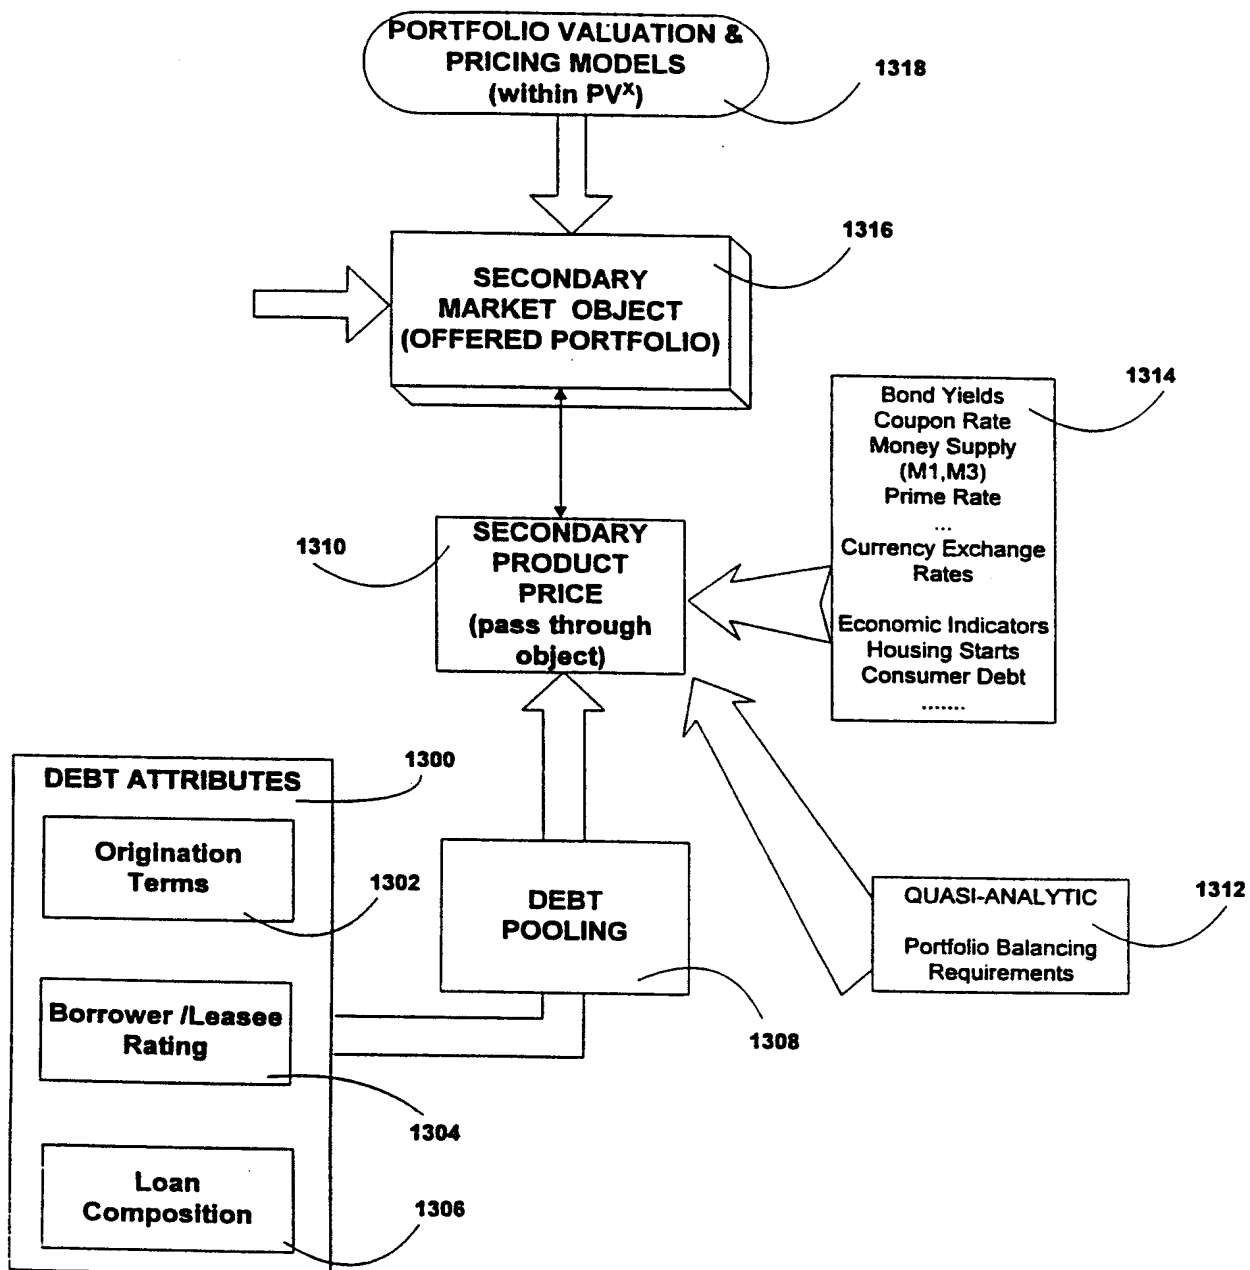 PORTFOLIO VALUATION &
PRICING MODELS
(within PVˣ)
1318
1316
SECONDARY
MARKET OBJECT
(OFFERED PORTFOLIO)
1314
Bond Yields
Coupon Rate
Money Supply
(M1,M3)
Prime Rate
...
Currency Exchange
Rates
Economic Indicators
Housing Starts
Consumer Debt
.......
1310
SECONDARY
PRODUCT
PRICE
(pass through
object)
1300
DEBT ATTRIBUTES
Origination
Terms
1302
Borrower /Leasee
Rating
1304
Loan
Composition
1306
DEBT
POOLING
1308
1312
QUASI-ANALYTIC
Portfolio Balancing
Requirements